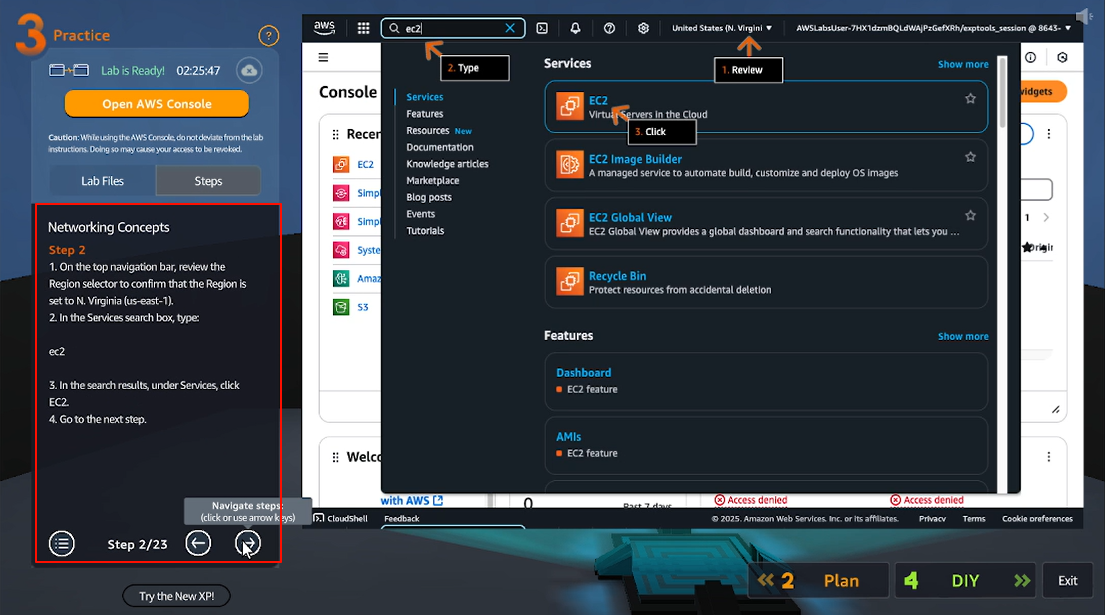 3 Practice
?
Lab is Ready! 02:25:47
Open AWS Console
Caution: While using the AWS Console, do not deviate from the lab
instructions. Doing so may cause your access to be revoked.
Lab Files
Steps
Networking Concepts
Step 2
1. On the top navigation bar, review the
Region selector to confirm that the Region is
set to N. Virginia (us-east-1).
2. In the Services search box, type:
ec2
3. In the search results, under Services, click
EC2.
4. Go to the next step.
Navigate steps:
(click or use arrow keys)
Step 2/23
Try the New XP!
aws
ec2
United States (N. Virgini
AWSLabsUser-7HX1dzmBQLdWAjPzGefXRh/exptools_session @ 8643-
2. Type
1. Review
3. Click
Console
widgets
Recen
EC2
Simpl
Simpl
Syste
Amaz
S3
Services
Features
Resources New
Documentation
Knowledge articles
Marketplace
Blog posts
Events
Tutorials
Services
Show more
EC2
Virtual Servers in the Cloud
EC2 Image Builder
A managed service to automate build, customize and deploy OS images
EC2 Global View
EC2 Global View provides a global dashboard and search functionality that lets you ...
Recycle Bin
Protect resources from accidental deletion
Features
Show more
Dashboard
EC2 feature
AMIs
EC2 feature
1
Welco
with AWS
0
Past 7 days
Access denied
Access denied
CloudShell
Feedback
© 2025, Amazon Web Services, Inc. or its affiliates.
Privacy
Terms
Cookie preferences
2 Plan
4 DIY
Exit